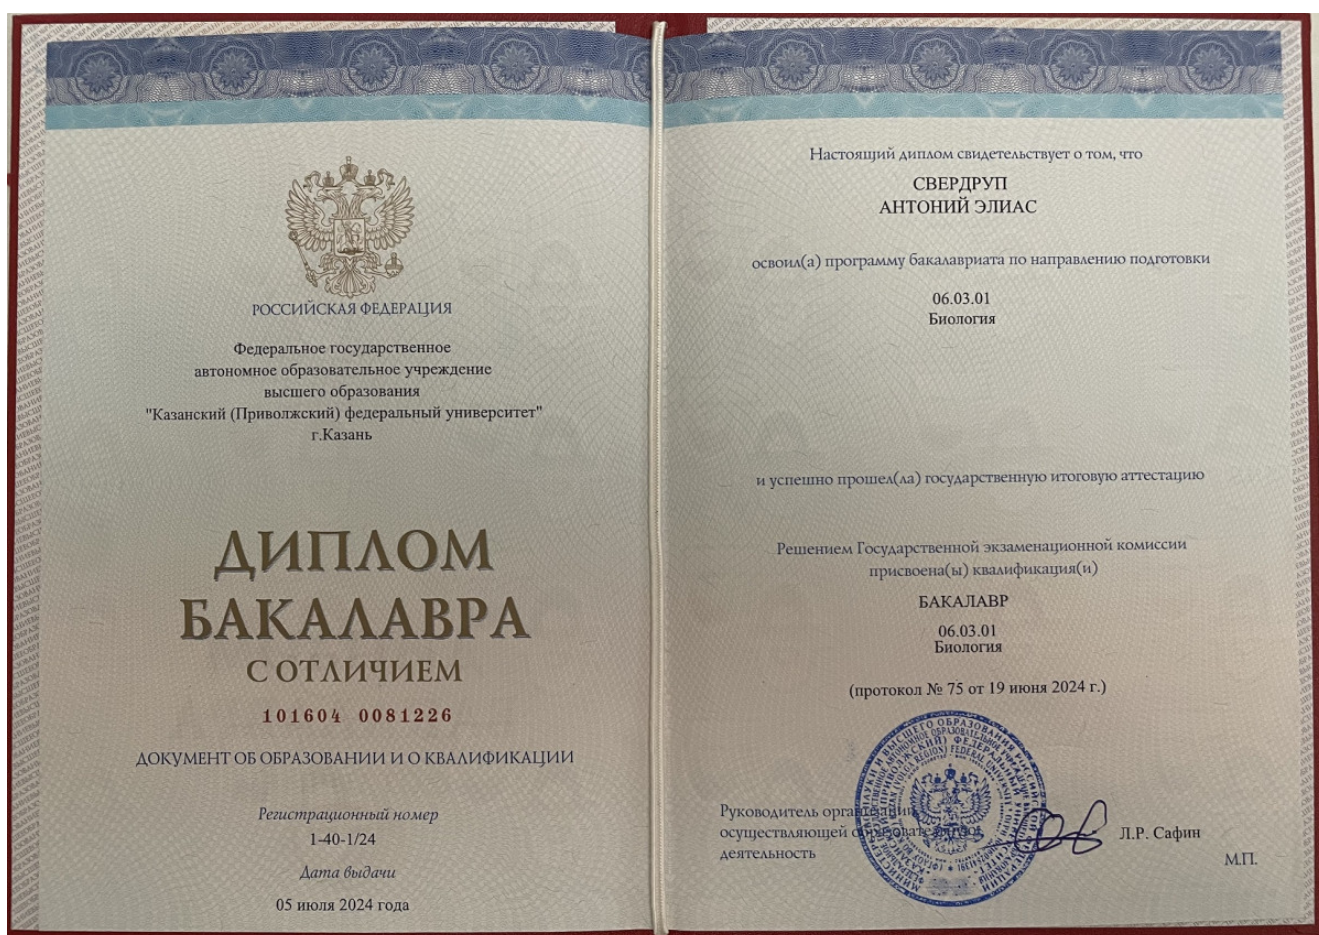 РОССИЙСКАЯ ФЕДЕРАЦИЯ
Федеральное государственное
автономное образовательное учреждение
высшего образования
"Казанский (Приволжский) федеральный университет"
г.Казань
ДИПЛОМ
БАКАЛАВРА
С ОТЛИЧИЕМ
101604 0081226
ДОКУМЕНТ ОБ ОБРАЗОВАНИИ И О КВАЛИФИКАЦИИ
Регистрационный номер
1-40-1/24
Дата выдачи
05 июля 2024 года
Настоящий диплом свидетельствует о том, что
СВЕРДРУП
АНТОНИЙ ЭЛИАС
освоил(а) программу бакалавриата по направлению подготовки
06.03.01
Биология
и успешно прошел(ла) государственную итоговую аттестацию
Решением Государственной экзаменационной комиссии
присвоена(ы) квалификация(и)
БАКАЛАВР
06.03.01
Биология
(протокол № 75 от 19 июня 2024 г.)
Руководитель организации
осуществляющей образовательную
деятельность
Л.Р. Сафин
М.П.